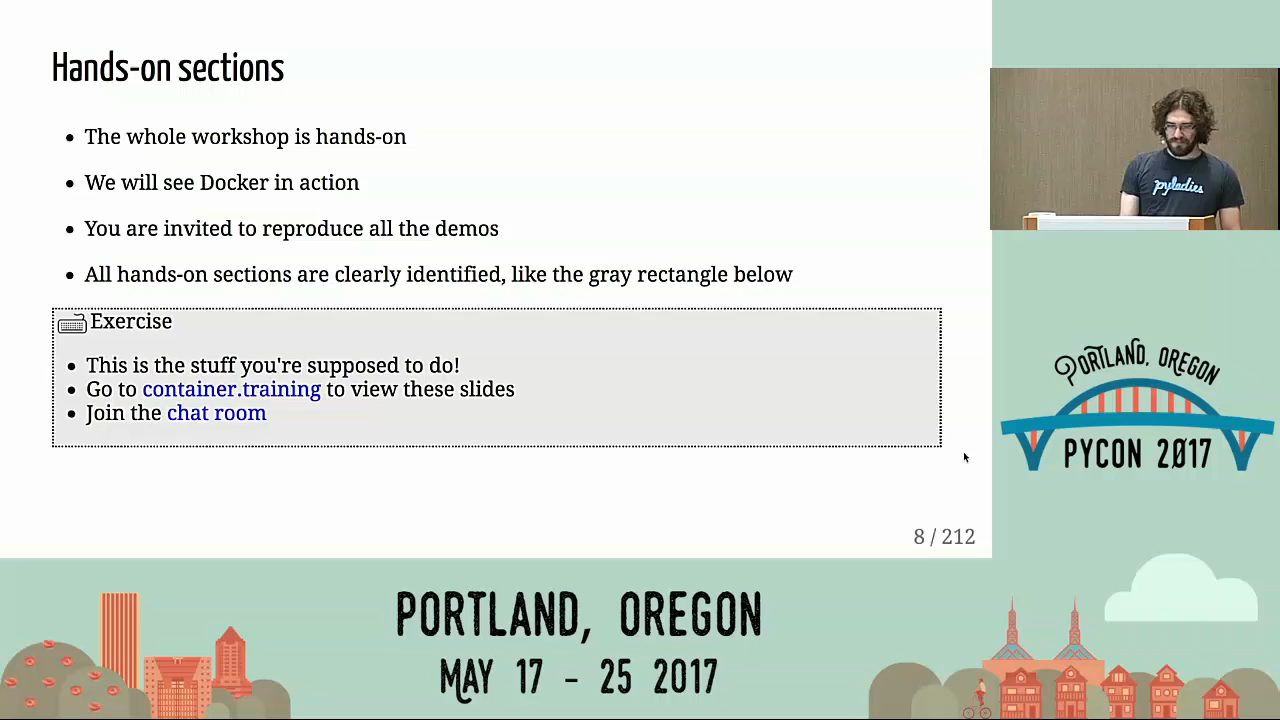 Hands-on sections
The whole workshop is hands-on
We will see Docker in action
You are invited to reproduce all the demos
All hands-on sections are clearly identified, like the gray rectangle below
Exercise
This is the stuff you're supposed to do!
Go to container.training to view these slides
Join the chat room
8 / 212
pyladies
PORTLAND, OREGON
PYCON 2017
PORTLAND, OREGON
MAY 17 - 25 2017